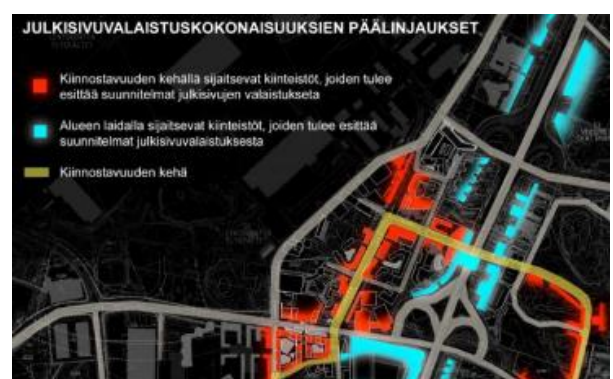 JULKISIVUVALAISTUSKOKONAISUUKSIEN PÄÄLINJAUKSET
Kiinnostavuuden kehällä sijaitsevat kiinteistöt, joiden tulee
esittää suunnitelmat julkisivujen valaistukseta
Alueen laidalla sijaitsevat kiinteistöt, joiden tulee esittää
suunnitelmat julkisivuvalaistuksesta
Kiinnostavuuden kehä